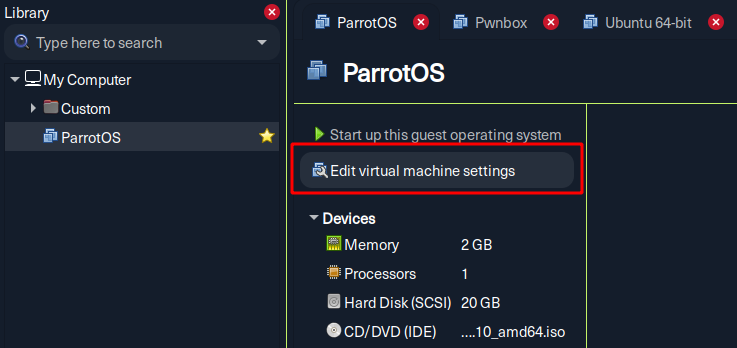 Library
Type here to search
My Computer
Custom
ParrotOS
ParrotOS
Pwnbox
Ubuntu 64-bit
ParrotOS
Start up this guest operating system
Edit virtual machine settings
Devices
Memory 2 GB
Processors 1
Hard Disk (SCSI) 20 GB
CD/DVD (IDE) ....10_amd64.iso